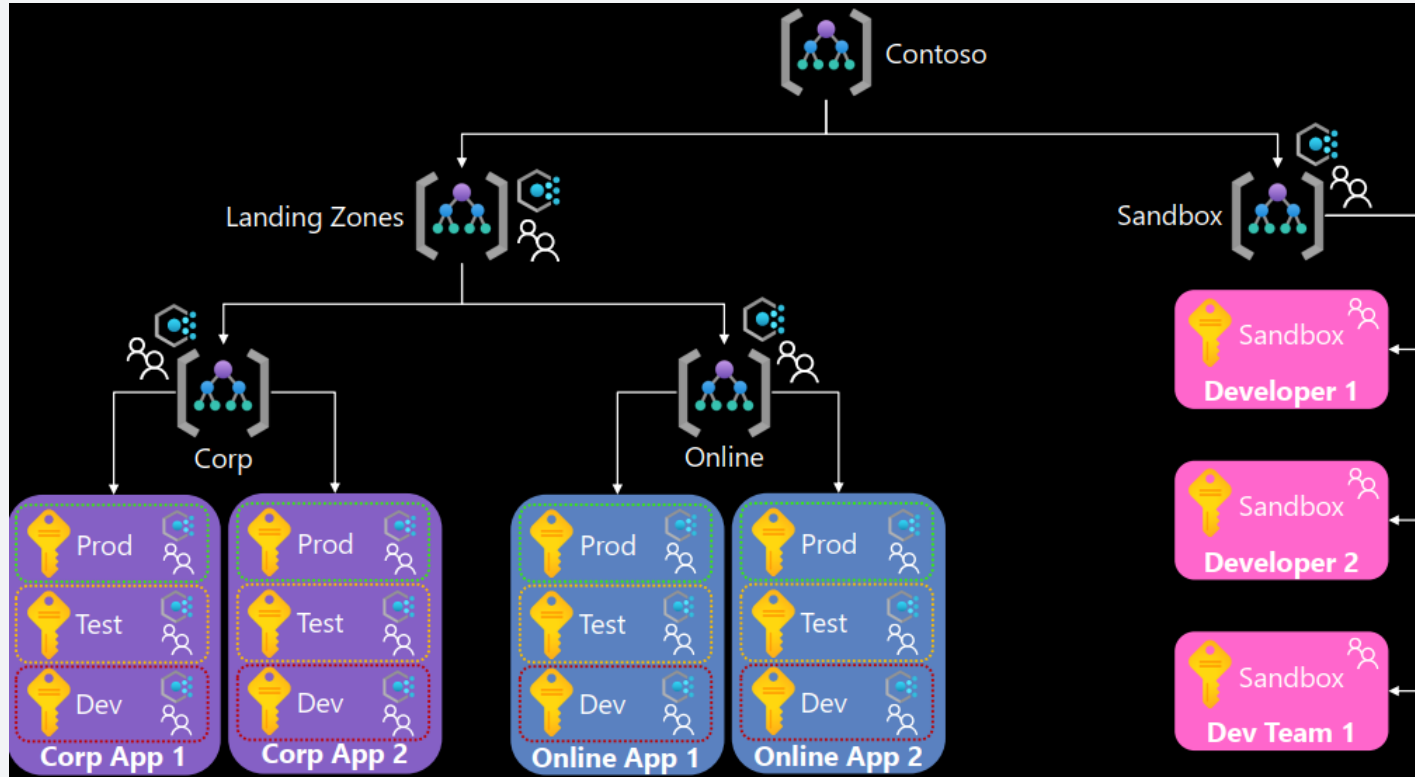 Contoso
Landing Zones
Sandbox
Corp
Online
Prod
Test
Dev
Corp App 1
Prod
Test
Dev
Corp App 2
Prod
Test
Dev
Online App 1
Prod
Test
Dev
Online App 2
Sandbox
Developer 1
Sandbox
Developer 2
Sandbox
Dev Team 1